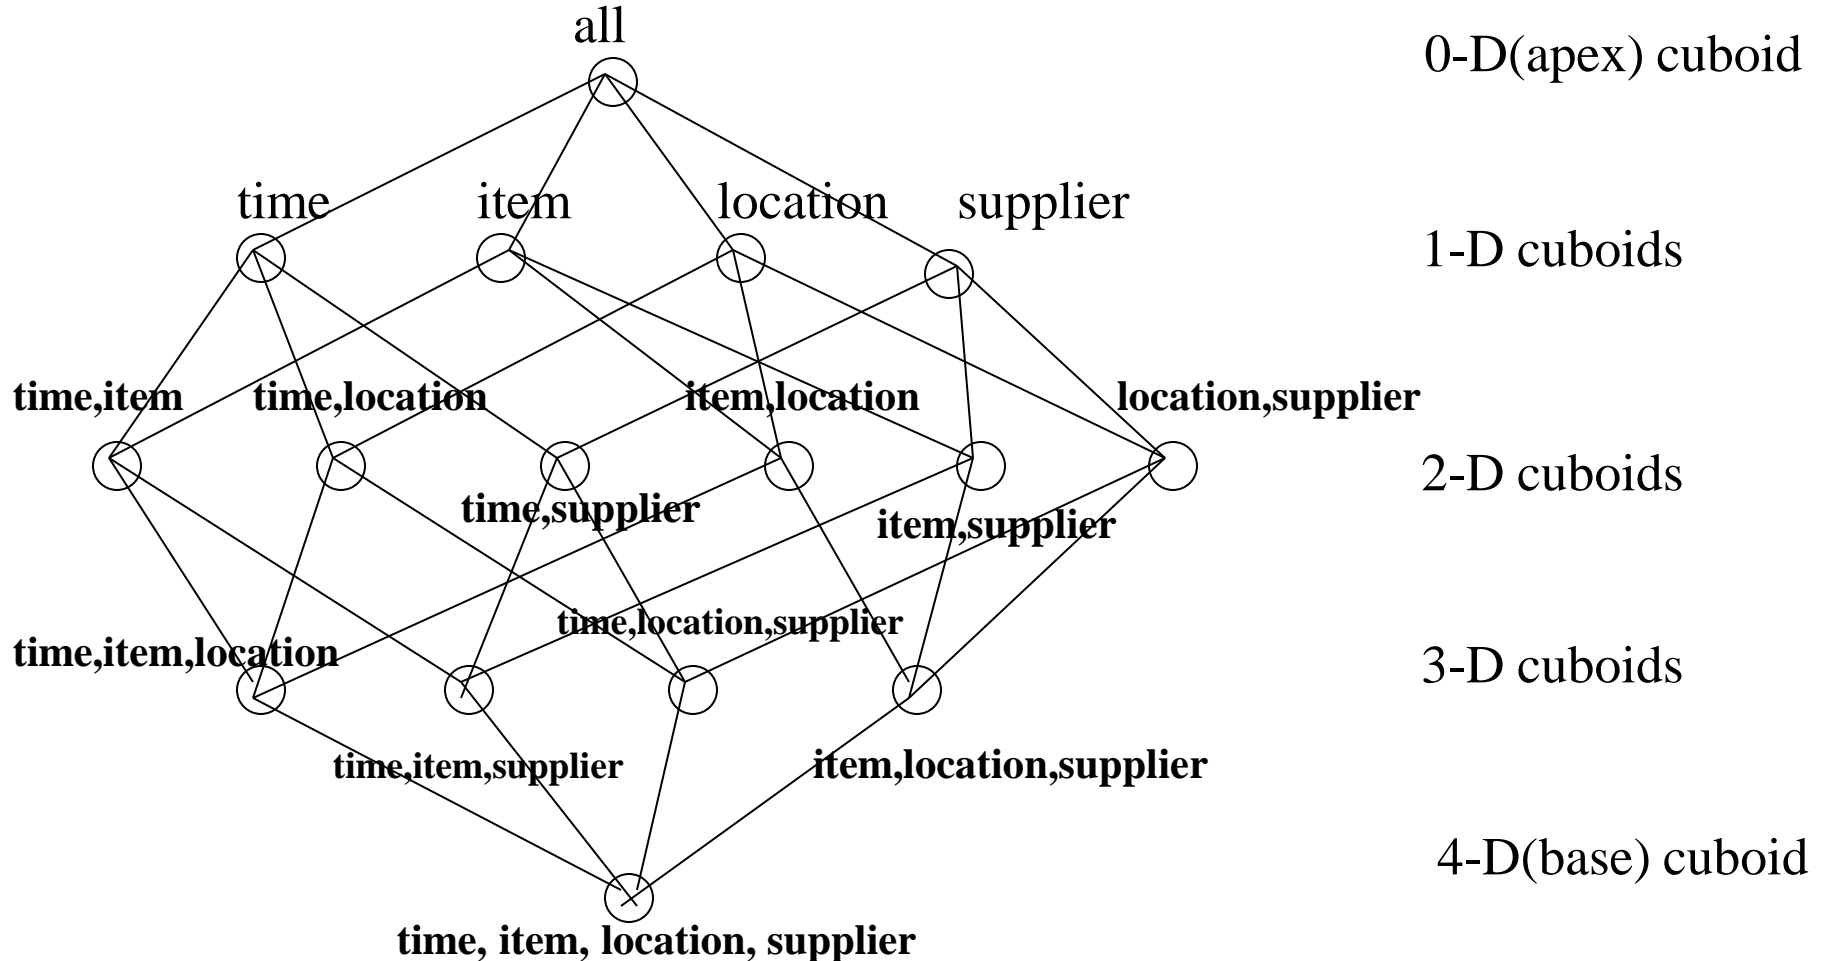 all
0-D(apex) cuboid
time
item
location
supplier
1-D cuboids
time,item
time,location
item,location
location,supplier
2-D cuboids
time,supplier
item,supplier
time,location,supplier
time,item,location
3-D cuboids
time,item,supplier
item,location,supplier
4-D(base) cuboid
time, item, location, supplier